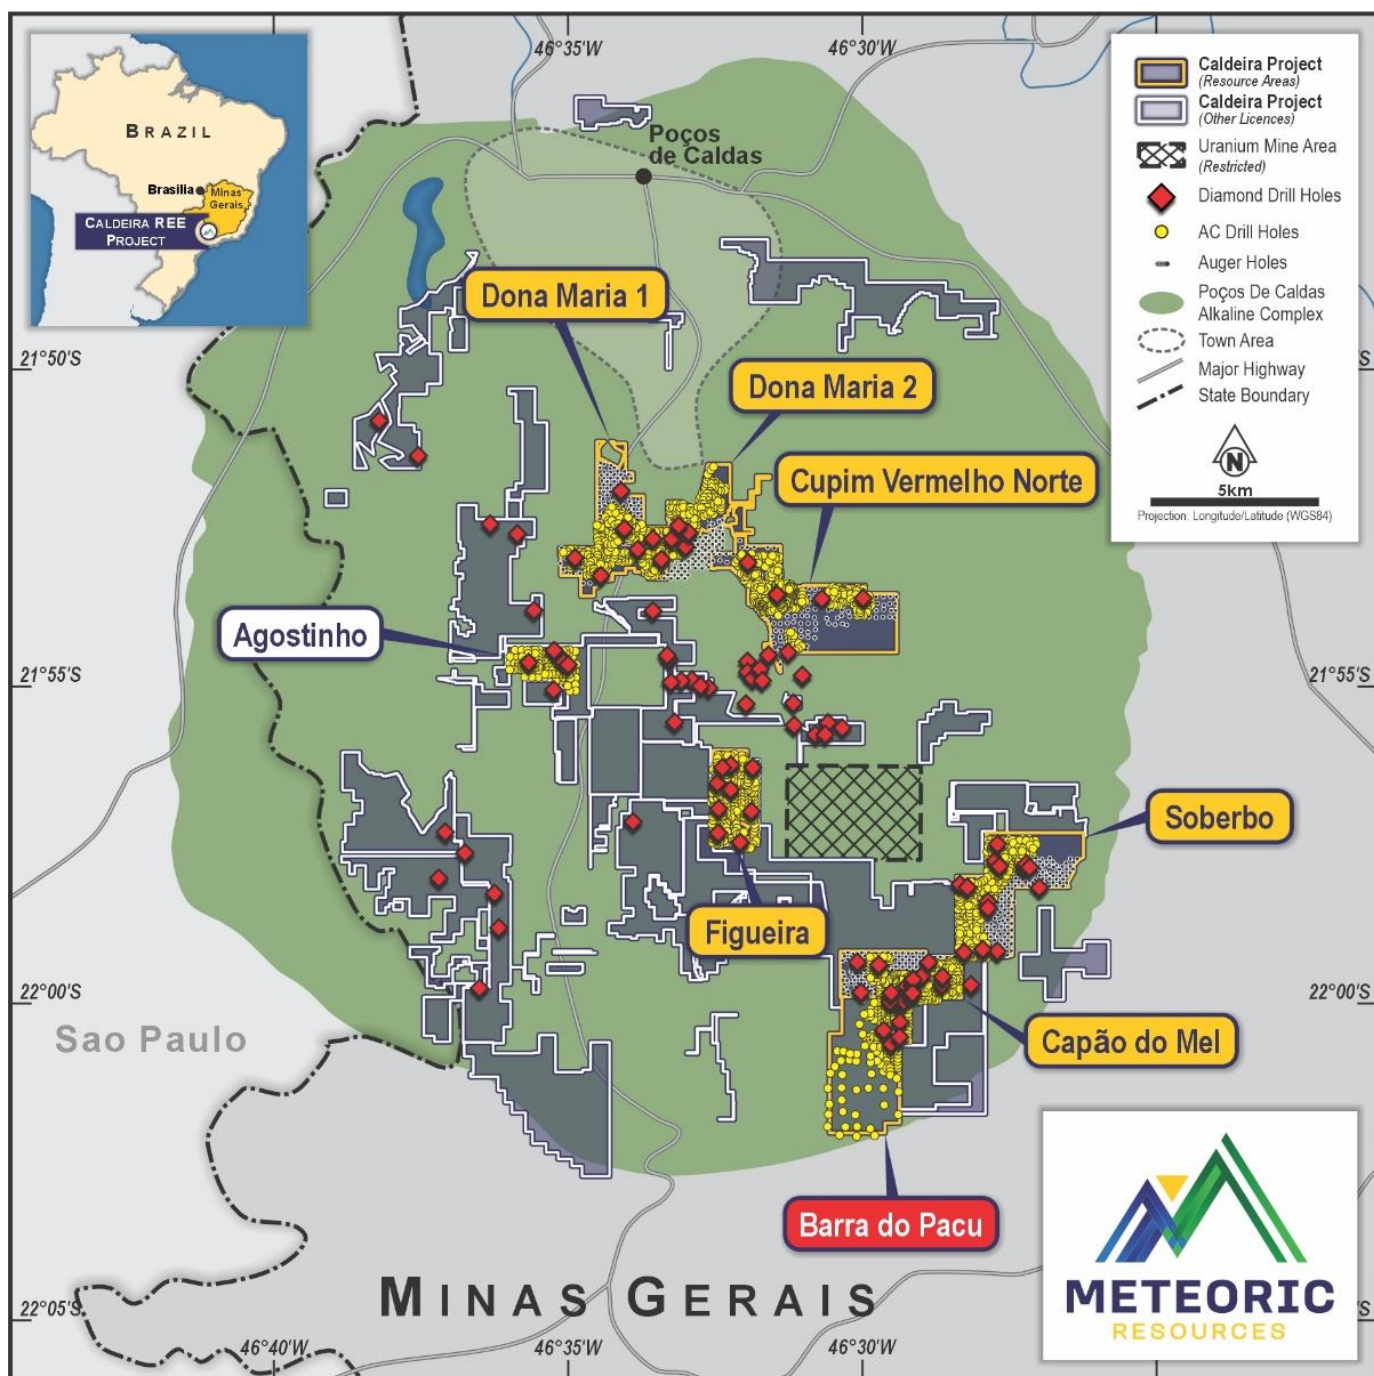 46°35'W
46°30'W
BRAZIL
Brasilia
Minas
Gerais
CALDEIRA REE
PROJECT
Poços
de Caldas
Caldeira Project
(Resource Areas)
Caldeira Project
(Other Licences)
Uranium Mine Area
(Restricted)
Diamond Drill Holes
AC Drill Holes
Auger Holes
Poços De Caldas
Alkaline Complex
Town Area
Major Highway
State Boundary
N
5km
Projection: Longitude/Latitude (WGS84)
Dona Maria 1
21°50'S
S
Dona Maria 2
Cupim Vermelho Norte
Agostinho
21°55'S
21°55'S
Soberbo
Figueira
22°00'S
22°00'S
Sao Paulo
Capão do Mel
Barra do Pacu
MINAS GERAIS
METEORIC
RESOURCES
22°05'S
S
46°40'W
46°35'W
46°30'W